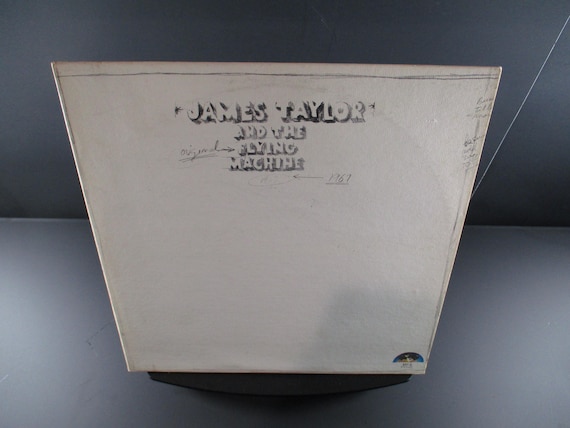 "JAMES TAYLOR"
AND THE
original → FLYING
MACHINE
1967